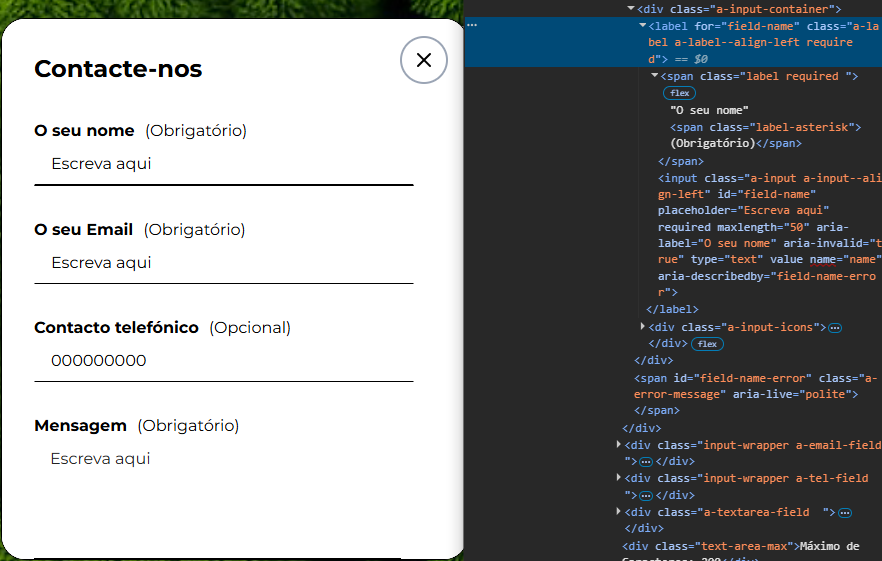 Contacte-nos
O seu nome (Obrigatório)
Escreva aqui
O seu Email (Obrigatório)
Escreva aqui
Contacto telefónico (Opcional)
000000000
Mensagem (Obrigatório)
Escreva aqui
<div class="a-input-container">
<label for="field-name" class="a-la
bel a-label--align-left require
d"> == $0
<span class="label required ">
flex
"O seu nome"
<span class="label-asterisk">
(Obrigatório)</span>
</span>
<input class="a-input a-input--ali
gn-left" id="field-name"
placeholder="Escreva aqui"
required maxlength="50" aria-
label="O seu nome" aria-invalid="t
rue" type="text" value name="name"
aria-describedby="field-name-erro
r">
</label>
<div class="a-input-icons"> ⋯
</div> flex
</div>
<span id="field-name-error" class="a-
error-message" aria-live="polite">
</span>
</div>
<div class="input-wrapper a-email-field
"> ⋯ </div>
<div class="input-wrapper a-tel-field
"> ⋯ </div>
<div class="a-textarea-field  "> ⋯
</div>
<div class="text-area-max">Máximo de